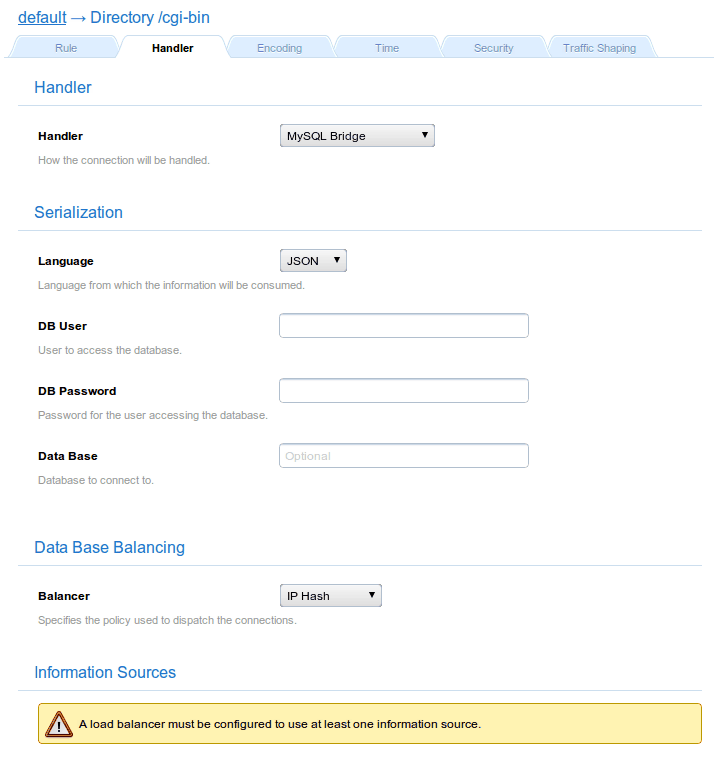 default → Directory /cgi-bin
Rule Handler Encoding Time Security Traffic Shaping
Handler
Handler MySQL Bridge
How the connection will be handled.
Serialization
Language JSON
Language from which the information will be consumed.
DB User
User to access the database.
DB Password
Password for the user accessing the database.
Data Base Optional
Database to connect to.
Data Base Balancing
Balancer IP Hash
Specifies the policy used to dispatch the connections.
Information Sources
A load balancer must be configured to use at least one information source.